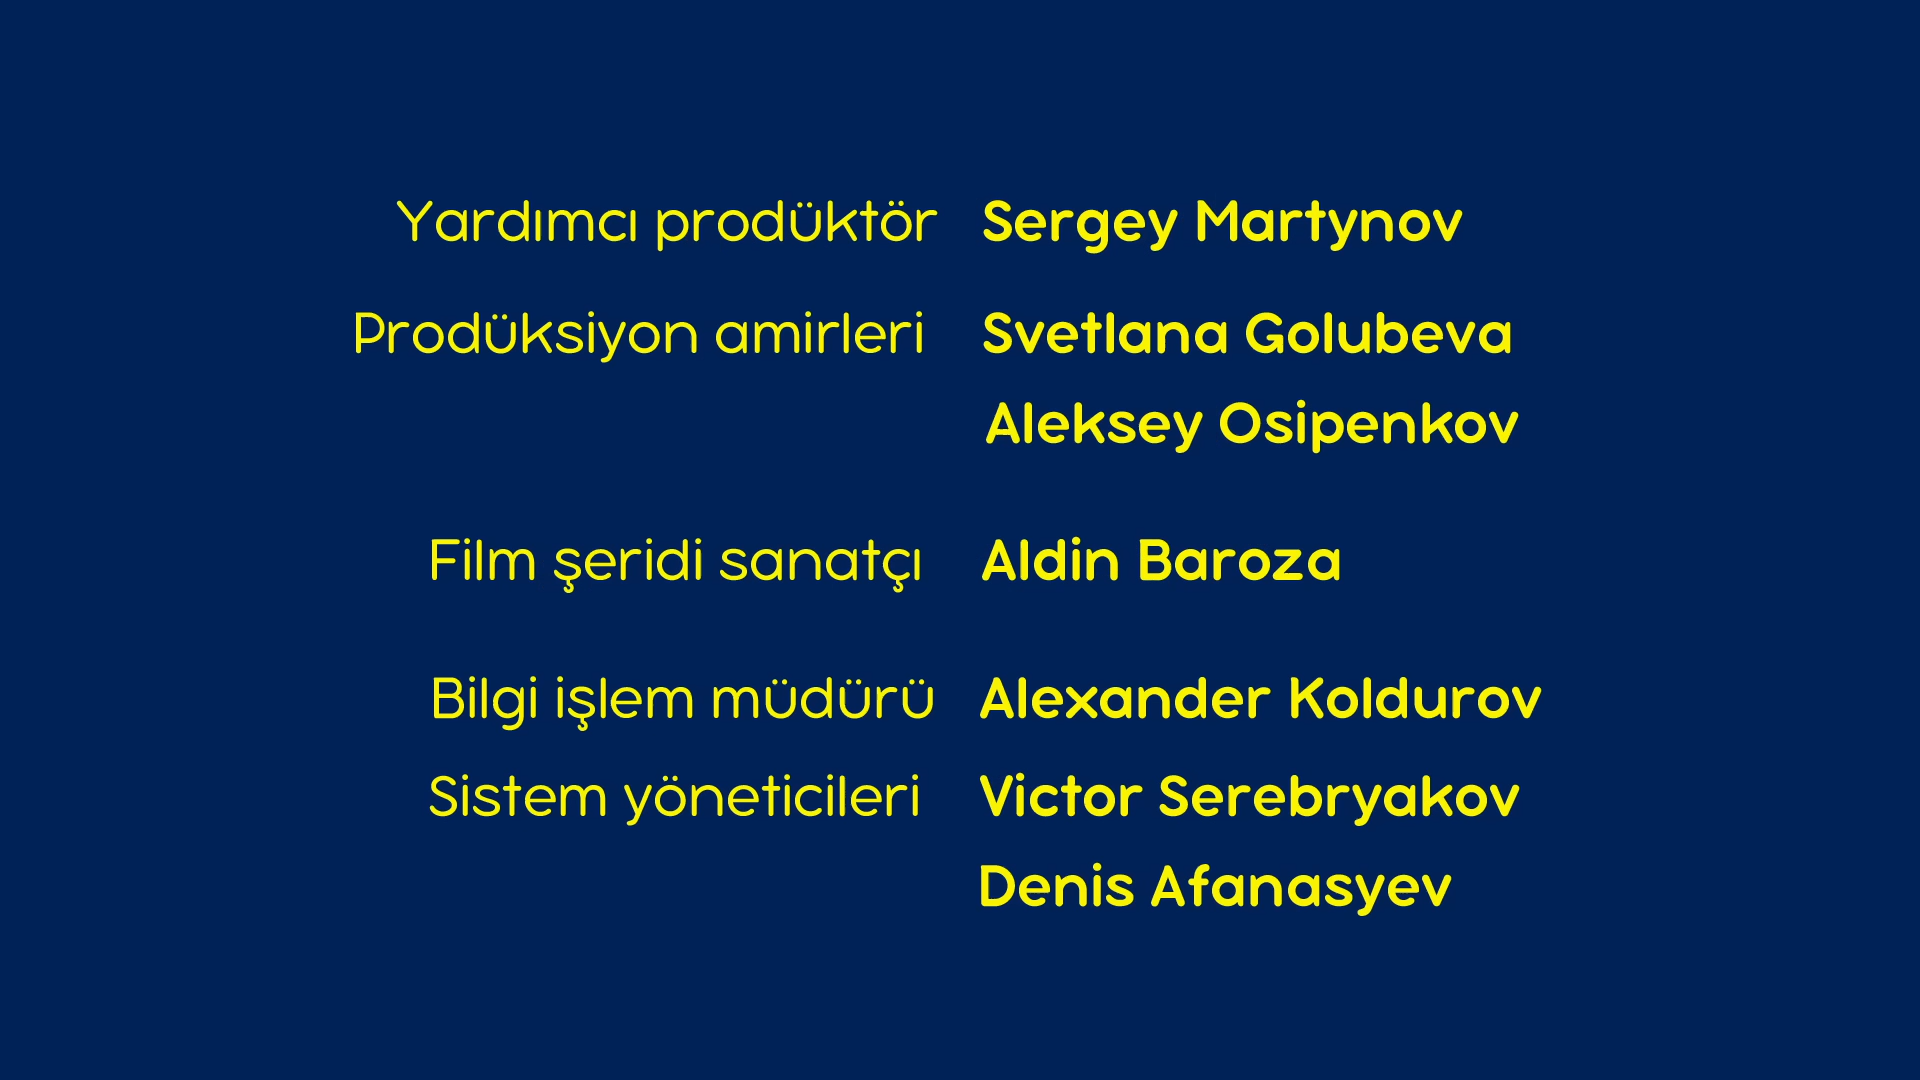 Yardımcı prodüktör Sergey Martynov
Prodüksiyon amirleri Svetlana Golubeva
Aleksey Osipenkov
Film şeridi sanatçı Aldin Baroza
Bilgi işlem müdürü Alexander Koldurov
Sistem yöneticileri Victor Serebryakov
Denis Afanasyev